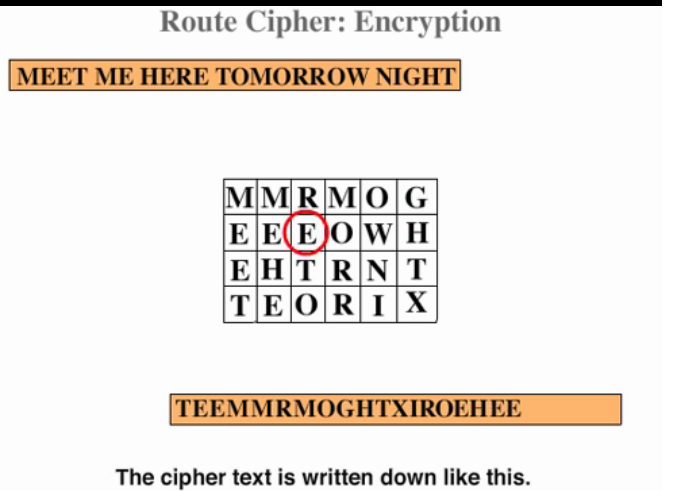 Route Cipher: Encryption
MEET ME HERE TOMORROW NIGHT
M M R M O G
E E E O W H
E H T R N T
T E O R I X
TEEMMRMOGHTXIROEHEE
The cipher text is written down like this.